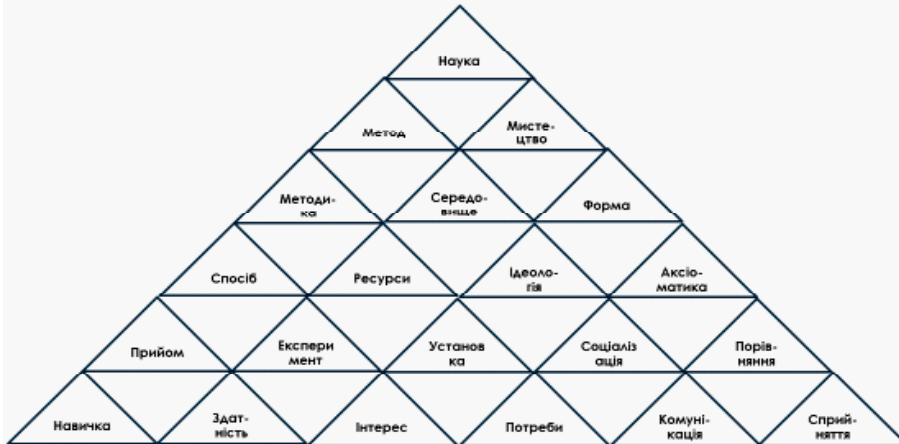 Наука
Метод
Мисте-
цтво
Методи-
ка
Середо-
вище
Форма
Спосіб
Ресурси
Ідеоло-
гія
Аксіо-
матика
Прийом
Експери
мент
Установ
ка
Соціаліз
ація
Порів-
няння
Навичка
Здат-
ність
Інтерес
Потреби
Комуні-
кація
Сприй-
няття